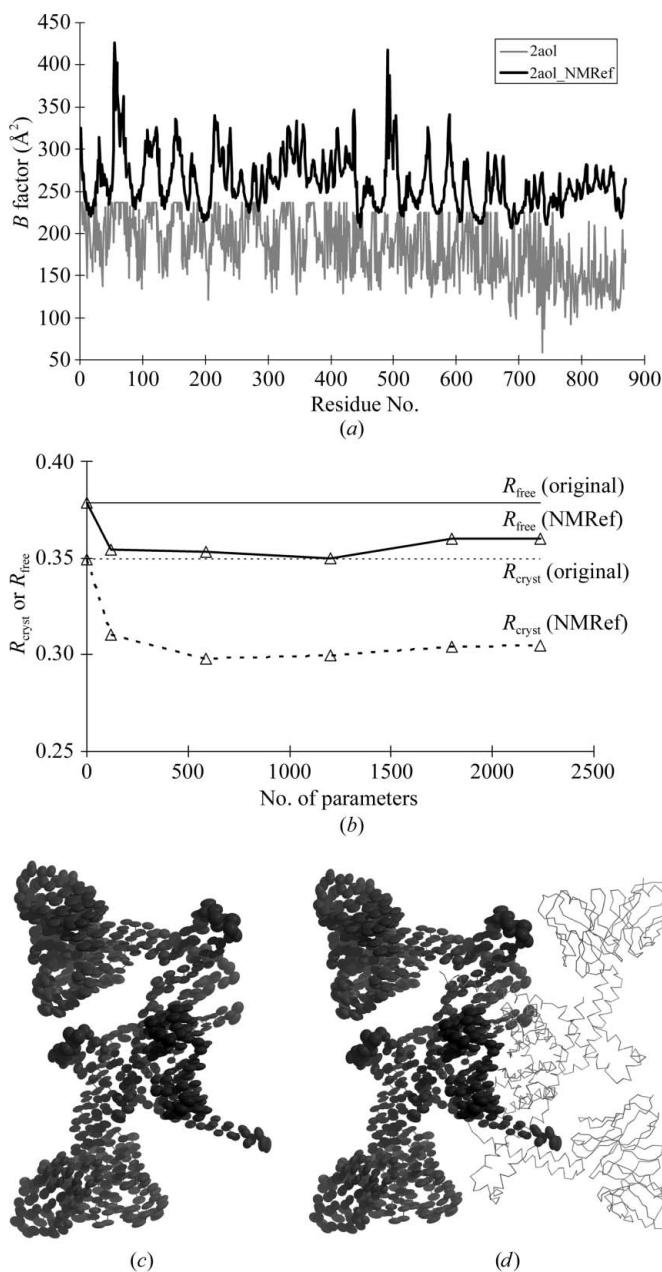 450
400
350
300
250
200
150
100
50
B factor (Å²)
2aol
2aol_NMRef
0 100 200 300 400 500 600 700 800 900
Residue No.
(a)
0.40
0.35
0.30
0.25
R_cryst or R_free
R_free (original)
R_free (NMRef)
R_cryst (original)
R_cryst (NMRef)
0 500 1000 1500 2000 2500
No. of parameters
(b)
(c) (d)